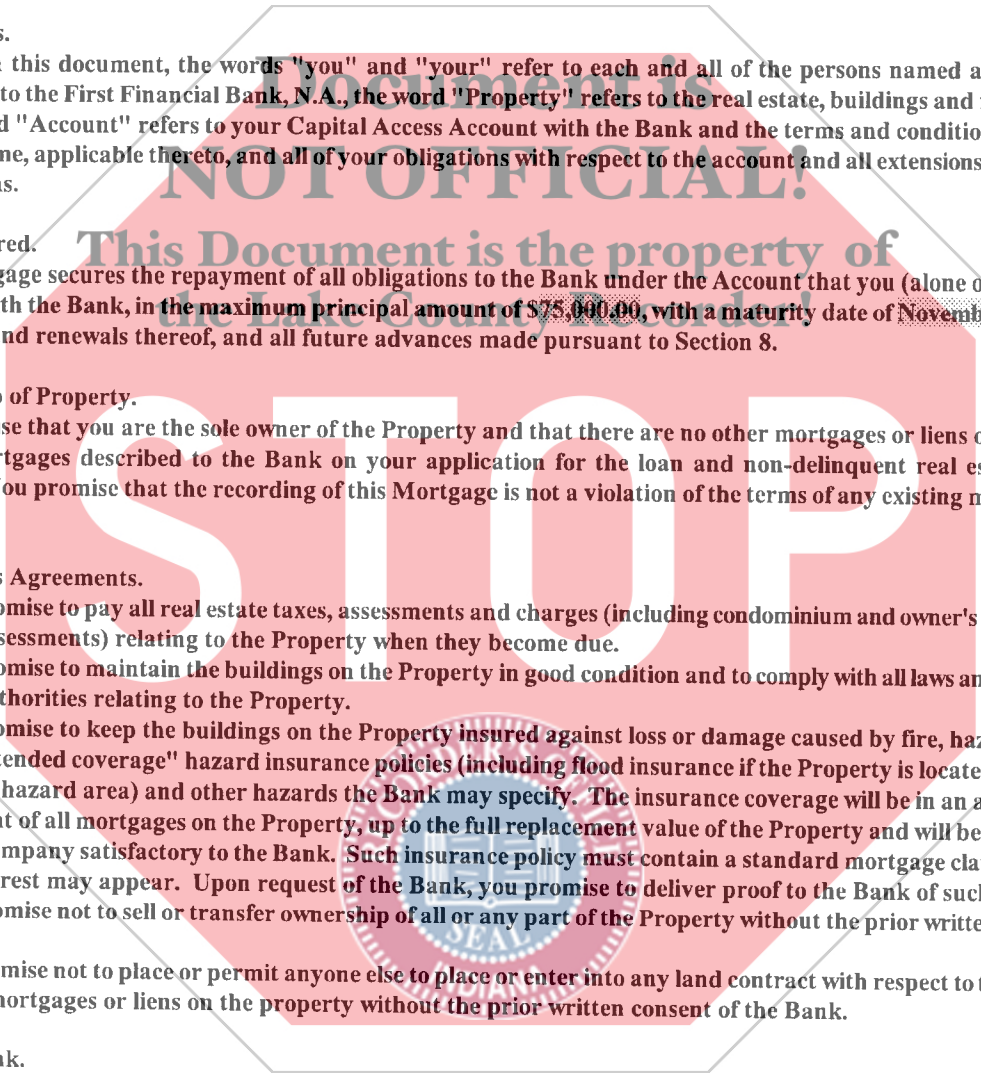 s.
this document, the words "you" and "your" refer to each and all of the persons named a
to the First Financial Bank, N.A., the word "Property" refers to the real estate, buildings and
d "Account" refers to your Capital Access Account with the Bank and the terms and conditio
me, applicable thereto, and all of your obligations with respect to the account and all extensions
ns.
Document is
NOT OFFICIAL!
This Document is the property of
the Lake County Recorder!
red.
gage secures the repayment of all obligations to the Bank under the Account that you (alone o
th the Bank, in the maximum principal amount of $75,000.00, with a maturity date of Novemb
nd renewals thereof, and all future advances made pursuant to Section 8.
of Property.
se that you are the sole owner of the Property and that there are no other mortgages or liens o
rtgages described to the Bank on your application for the loan and non-delinquent real es
You promise that the recording of this Mortgage is not a violation of the terms of any existing m
STOP
s Agreements.
omise to pay all real estate taxes, assessments and charges (including condominium and owner's
sessments) relating to the Property when they become due.
omise to maintain the buildings on the Property in good condition and to comply with all laws an
thorities relating to the Property.
omise to keep the buildings on the Property insured against loss or damage caused by fire, haz
tended coverage" hazard insurance policies (including flood insurance if the Property is locate
hazard area) and other hazards the Bank may specify. The insurance coverage will be in an a
nt of all mortgages on the Property, up to the full replacement value of the Property and will be
mpany satisfactory to the Bank. Such insurance policy must contain a standard mortgage cla
rest may appear. Upon request of the Bank, you promise to deliver proof to the Bank of such
omise not to sell or transfer ownership of all or any part of the Property without the prior writte
RECORDER'S OFFICE
SEAL
INDIANA
mise not to place or permit anyone else to place or enter into any land contract with respect to t
mortgages or liens on the property without the prior written consent of the Bank.
nk.